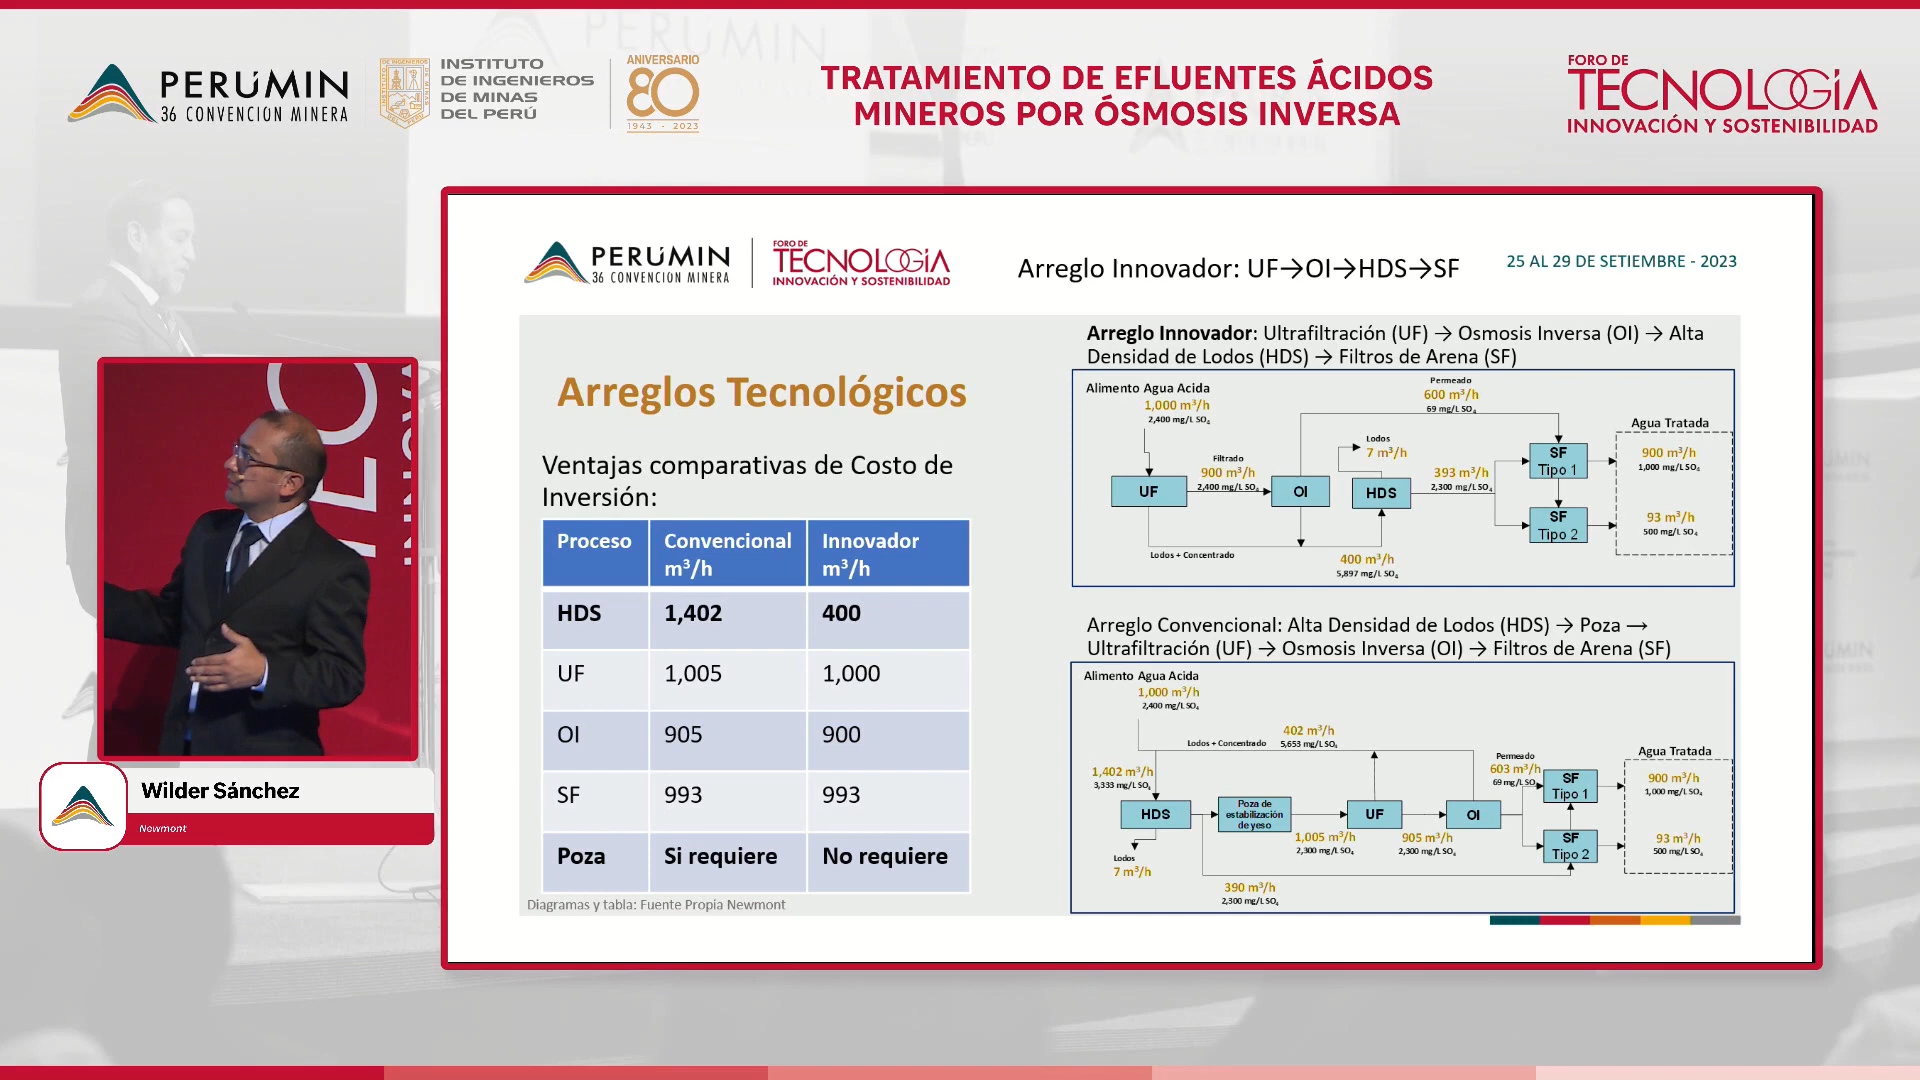 PERÚMIN
36 CONVENCIÓN MINERA
INSTITUTO
DE INGENIEROS
DE MINAS
DEL PERÚ
ANIVERSARIO
80
1943 - 2023
TRATAMIENTO DE EFLUENTES ÁCIDOS
MINEROS POR ÓSMOSIS INVERSA
FORO DE
TECNOLOGÍA
INNOVACIÓN Y SOSTENIBILIDAD
PERÚMIN
36 CONVENCIÓN MINERA
FORO DE
TECNOLOGÍA
INNOVACIÓN Y SOSTENIBILIDAD
Arreglo Innovador: UF→OI→HDS→SF
25 AL 29 DE SETIEMBRE - 2023
Arreglos Tecnológicos
Ventajas comparativas de Costo de
Inversión:
Proceso Convencional m³/h Innovador m³/h
HDS 1,402 400
UF 1,005 1,000
OI 905 900
SF 993 993
Poza Si requiere No requiere
Diagramas y tabla: Fuente Propia Newmont
Arreglo Innovador: Ultrafiltración (UF) → Osmosis Inversa (OI) → Alta
Densidad de Lodos (HDS) → Filtros de Arena (SF)
Alimento Agua Acida
1,000 m³/h
2,400 mg/L SO₄
Permeado
600 m³/h
69 mg/L SO₄
Agua Tratada
Lodos
7 m³/h
Filtrado
900 m³/h
2,400 mg/L SO₄
393 m³/h
2,300 mg/L SO₄
UF
OI
HDS
SF
Tipo 1
900 m³/h
1,000 mg/L SO₄
SF
Tipo 2
93 m³/h
500 mg/L SO₄
Lodos + Concentrado
400 m³/h
5,897 mg/L SO₄
Arreglo Convencional: Alta Densidad de Lodos (HDS) → Poza →
Ultrafiltración (UF) → Osmosis Inversa (OI) → Filtros de Arena (SF)
Alimento Agua Acida
1,000 m³/h
2,400 mg/L SO₄
Lodos + Concentrado
402 m³/h
5,653 mg/L SO₄
Agua Tratada
1,402 m³/h
3,333 mg/L SO₄
Permeado
603 m³/h
69 mg/L SO₄
SF
Tipo 1
900 m³/h
1,000 mg/L SO₄
HDS
Poza de
estabilización
de yeso
UF
OI
1,005 m³/h
2,300 mg/L SO₄
905 m³/h
2,300 mg/L SO₄
SF
Tipo 2
93 m³/h
500 mg/L SO₄
Lodos
7 m³/h
390 m³/h
2,300 mg/L SO₄
Wilder Sánchez
Newmont